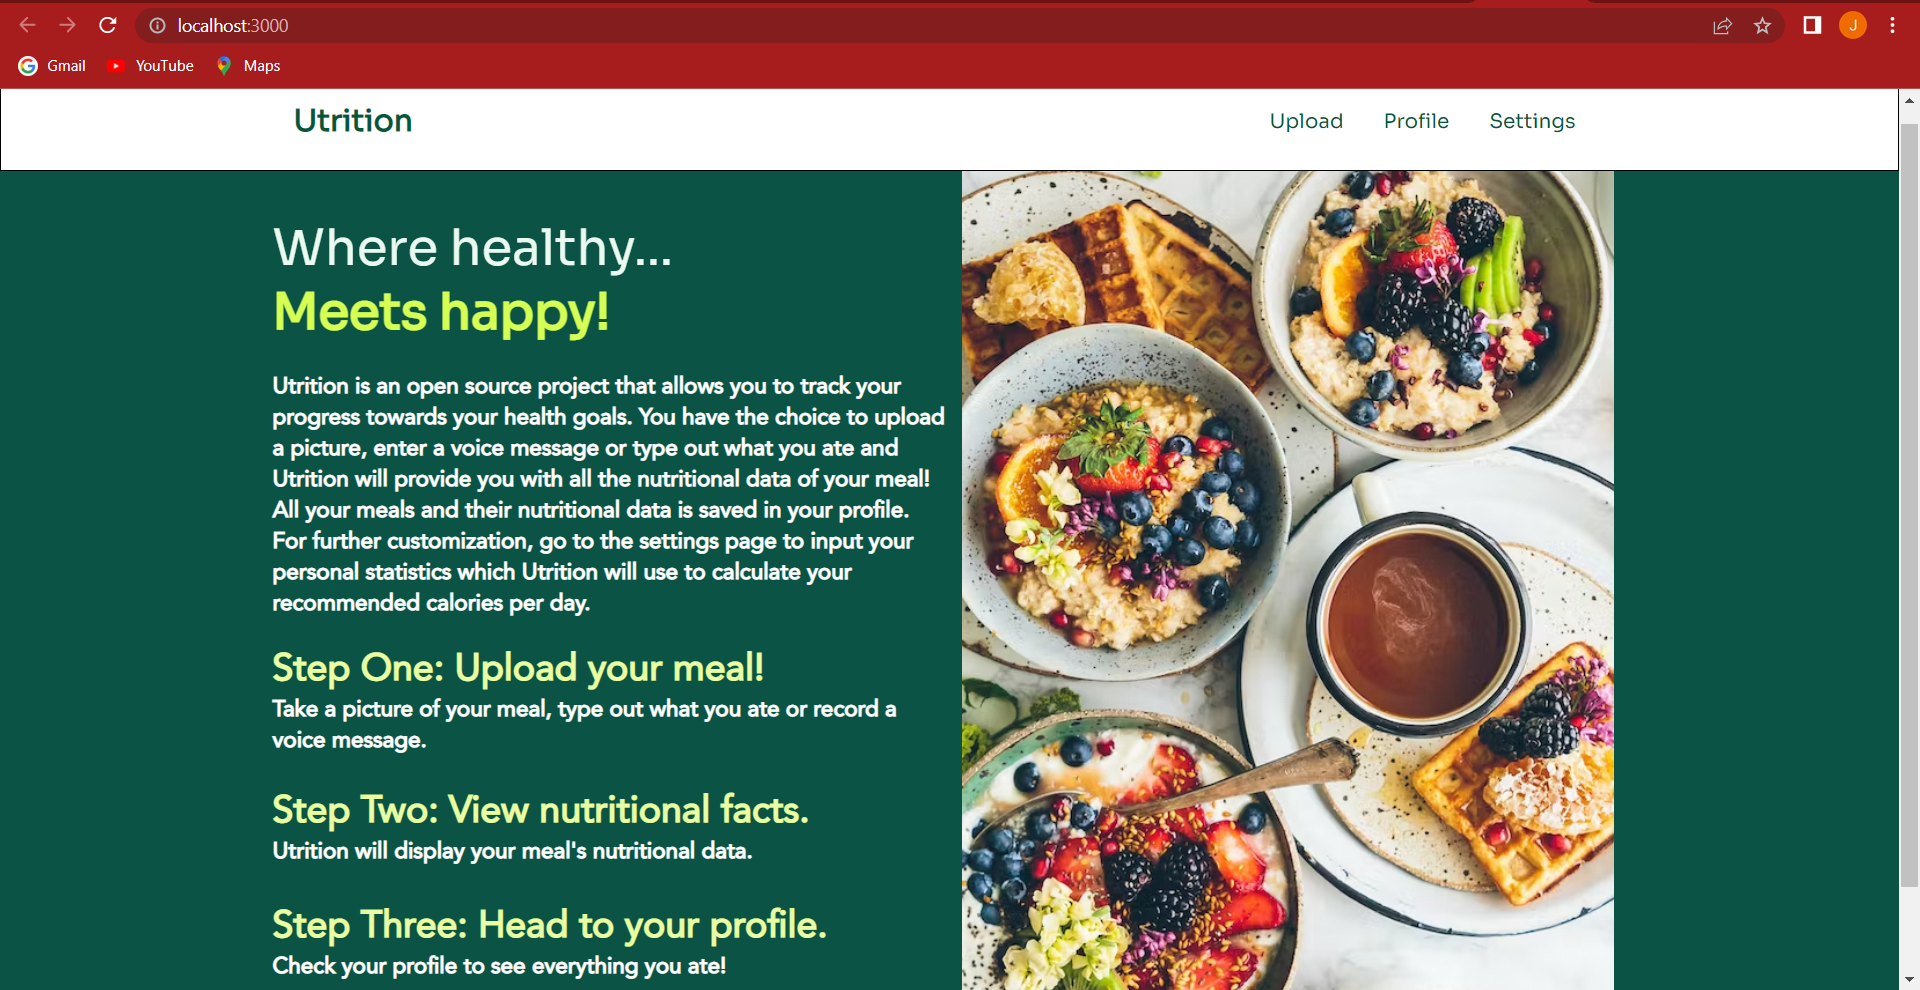 localhost:3000
J
Gmail YouTube Maps
Utrition
Upload Profile Settings
Where healthy...
Meets happy!
Utrition is an open source project that allows you to track your
progress towards your health goals. You have the choice to upload
a picture, enter a voice message or type out what you ate and
Utrition will provide you with all the nutritional data of your meal!
All your meals and their nutritional data is saved in your profile.
For further customization, go to the settings page to input your
personal statistics which Utrition will use to calculate your
recommended calories per day.
Step One: Upload your meal!
Take a picture of your meal, type out what you ate or record a
voice message.
Step Two: View nutritional facts.
Utrition will display your meal's nutritional data.
Step Three: Head to your profile.
Check your profile to see everything you ate!